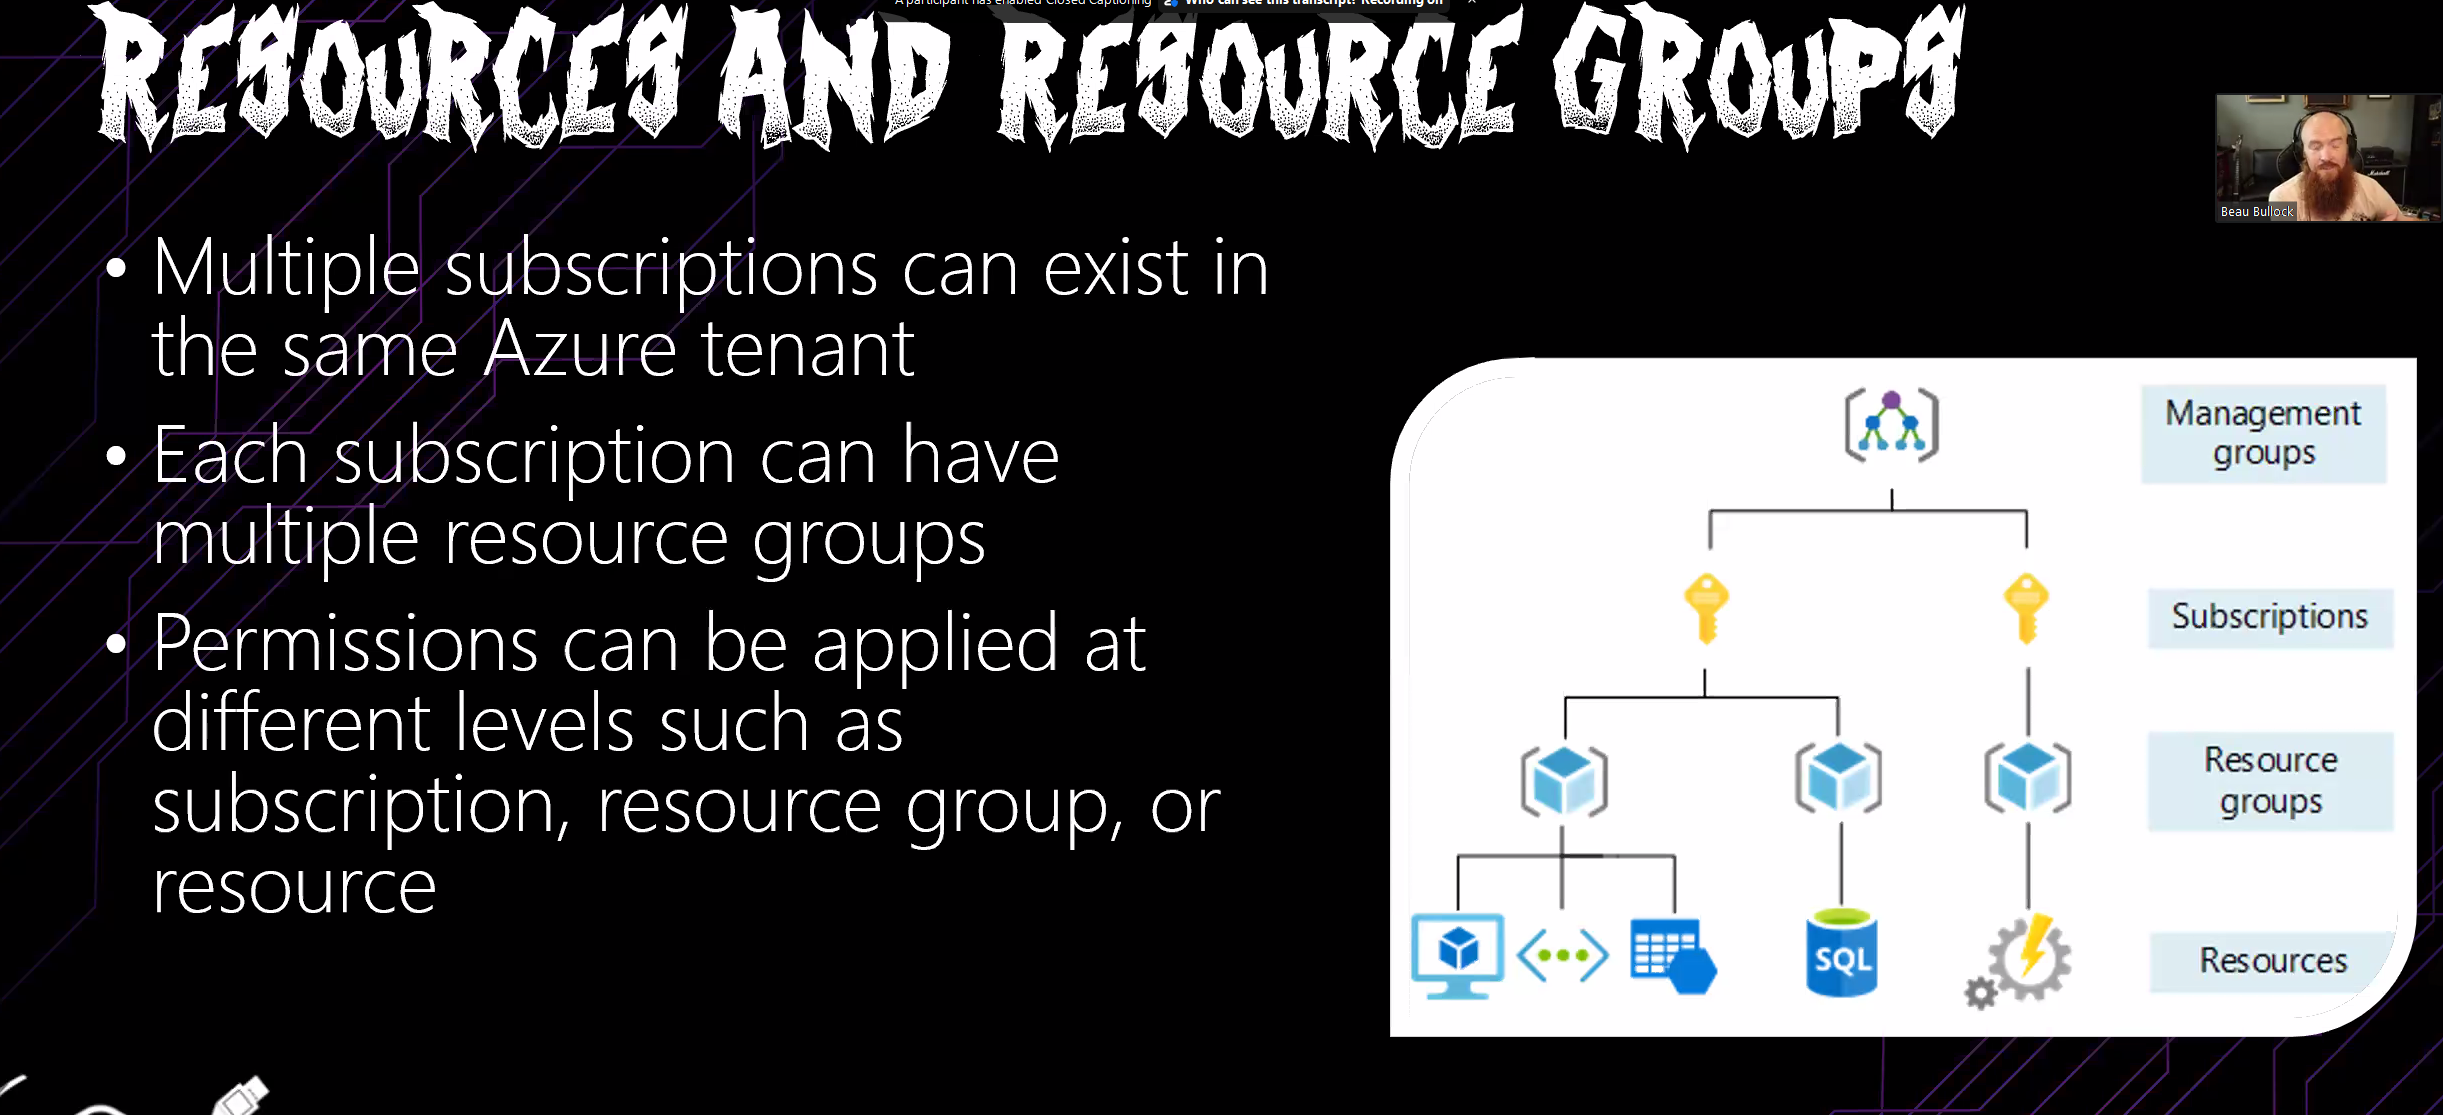 A participant has enabled Closed Captioning
Who can see this transcript? Recording on
RESOURCES AND RESOURCE GROUPS
Beau Bullock
• Multiple subscriptions can exist in
the same Azure tenant
• Each subscription can have
multiple resource groups
• Permissions can be applied at
different levels such as
subscription, resource group, or
resource
Management
groups
Subscriptions
Resource
groups
SQL
Resources